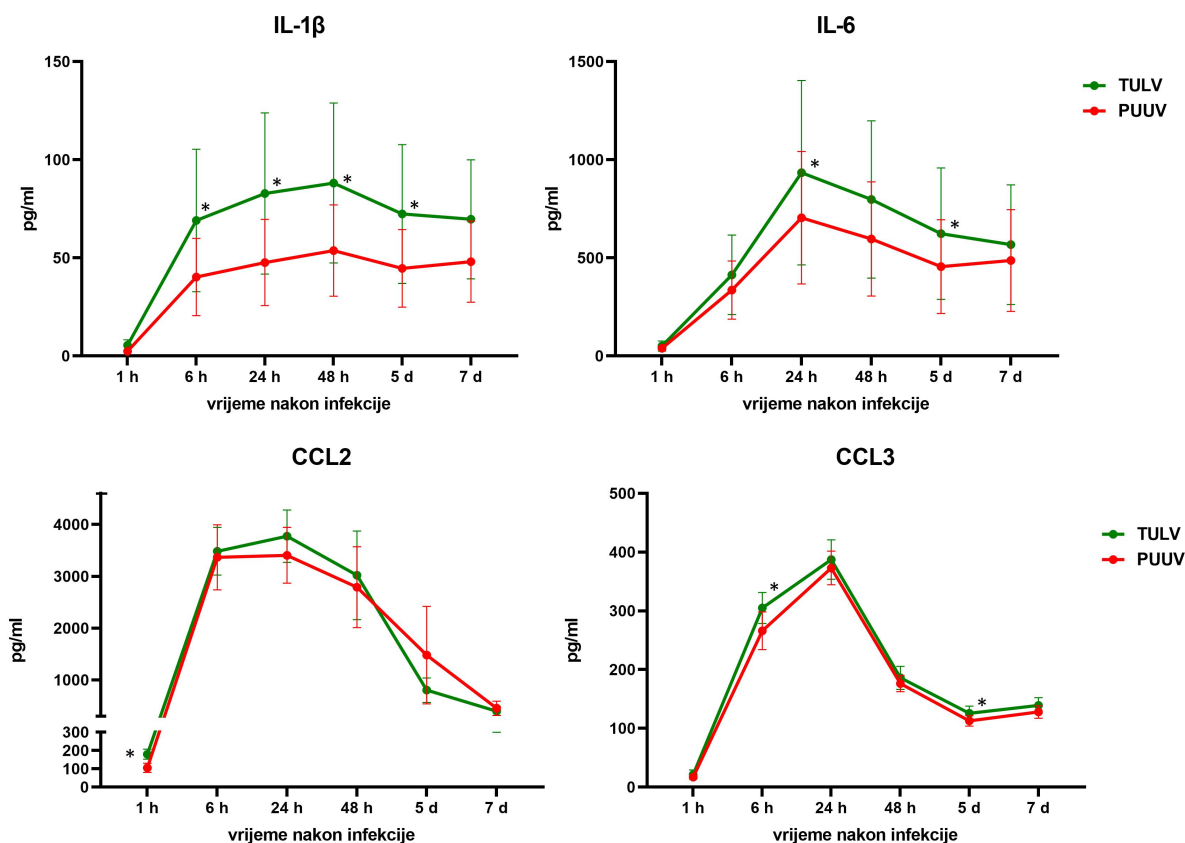 IL-1β
150
100
50
0
pg/ml
*
*
*
*
1 h 6 h 24 h 48 h 5 d 7 d
vrijeme nakon infekcije
IL-6
1500
1000
500
0
pg/ml
*
*
1 h 6 h 24 h 48 h 5 d 7 d
vrijeme nakon infekcije
TULV
PUUV
CCL2
4000
3000
2000
1000
300
200
100
0
pg/ml
*
1 h 6 h 24 h 48 h 5 d 7 d
vrijeme nakon infekcije
CCL3
500
400
300
200
100
0
pg/ml
*
*
1 h 6 h 24 h 48 h 5 d 7 d
vrijeme nakon infekcije
TULV
PUUV